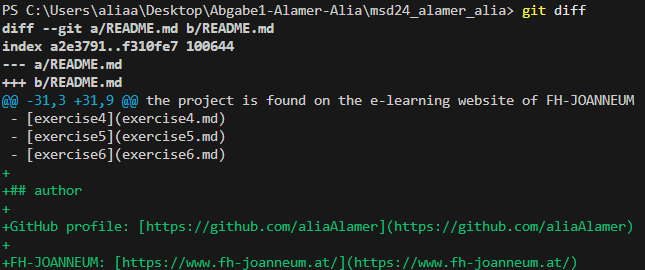 PS C:\Users\aliaa\Desktop\Abgabe1-Alamer-Alia\msd24_alamer_alia> git diff
diff --git a/README.md b/README.md
index a2e3791..f310fe7 100644
--- a/README.md
+++ b/README.md
@@ -31,3 +31,9 @@ the project is found on the e-learning website of FH-JOANNEUM
 - [exercise4](exercise4.md)
 - [exercise5](exercise5.md)
 - [exercise6](exercise6.md)
+
+## author
+
+GitHub profile: [https://github.com/aliaAlamer](https://github.com/aliaAlamer)
+
+FH-JOANNEUM: [https://www.fh-joanneum.at/](https://www.fh-joanneum.at/)